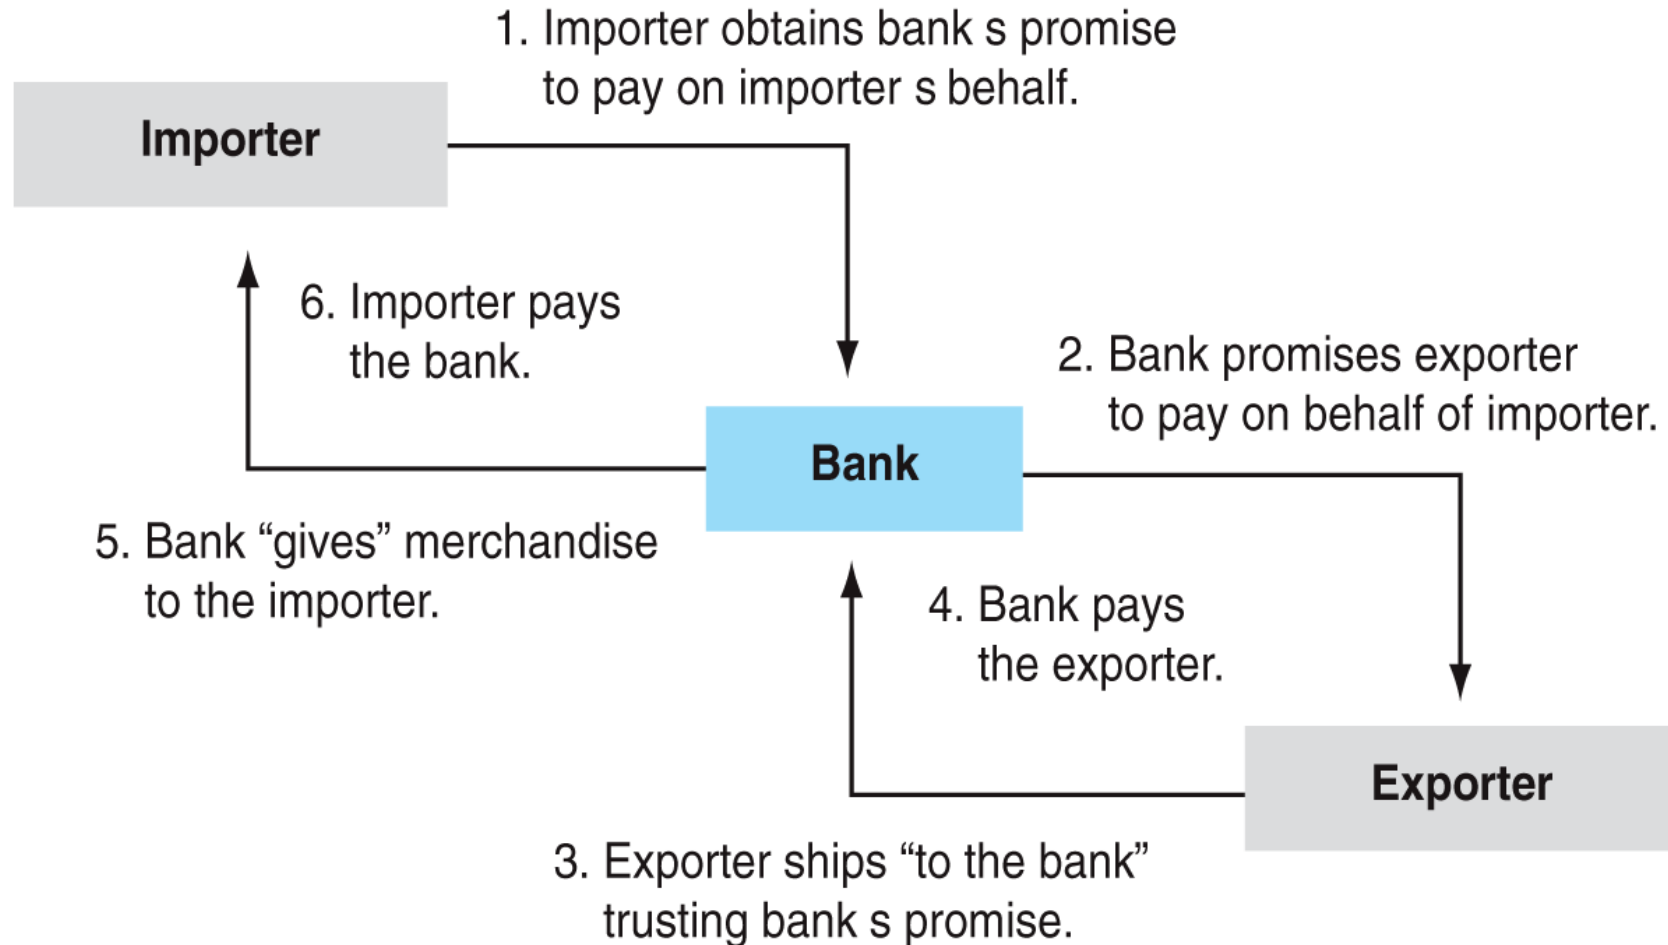 1. Importer obtains bank s promise
to pay on importer s behalf.
Importer
6. Importer pays
the bank.
2. Bank promises exporter
to pay on behalf of importer.
Bank
5. Bank “gives” merchandise
to the importer.
4. Bank pays
the exporter.
Exporter
3. Exporter ships “to the bank”
trusting bank s promise.